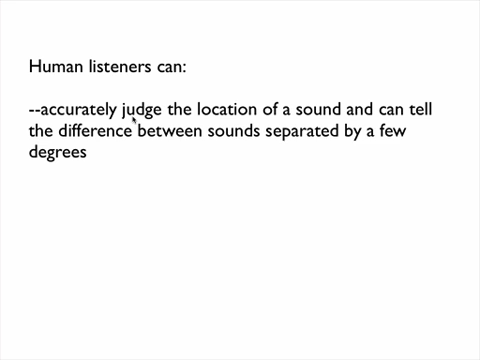 Human listeners can:
--accurately judge the location of a sound and can tell
the difference between sounds separated by a few
degrees